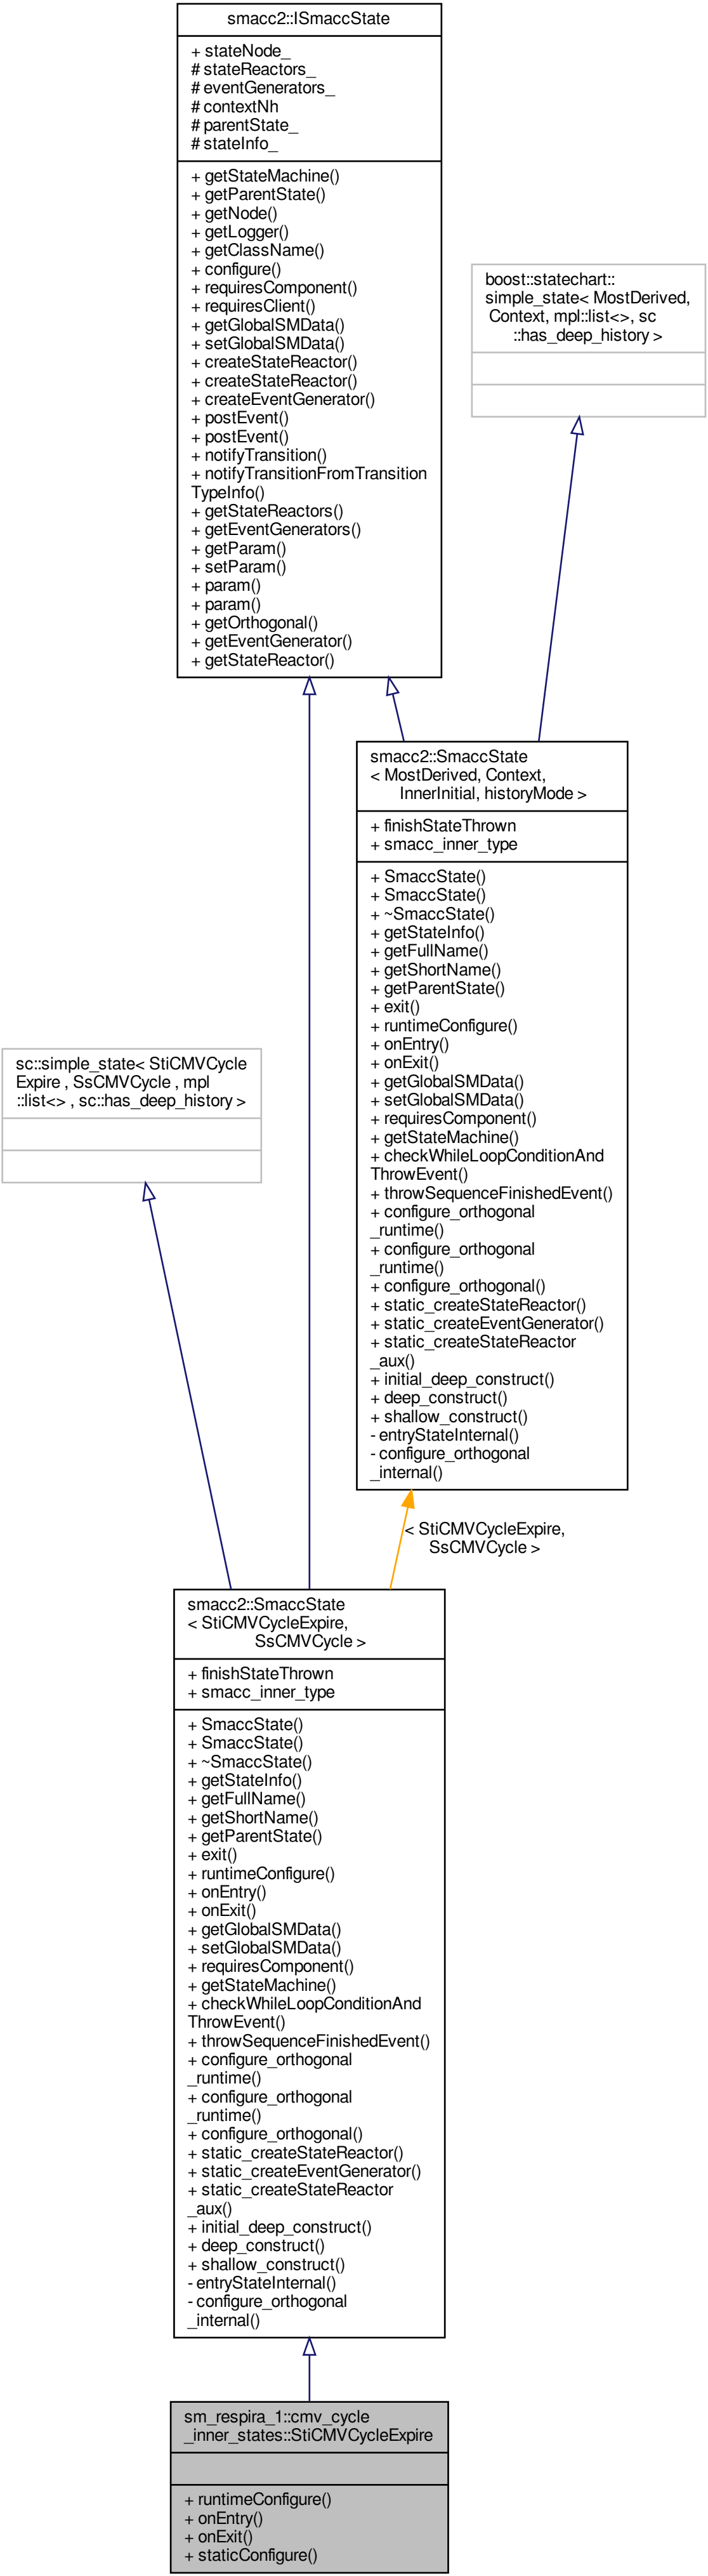 smacc2::ISmaccState
+ stateNode_
# stateReactors_
# eventGenerators_
# contextNh
# parentState_
# stateInfo_
+ getStateMachine()
+ getParentState()
+ getNode()
+ getLogger()
+ getClassName()
+ configure()
+ requiresComponent()
+ requiresClient()
+ getGlobalSMData()
+ setGlobalSMData()
+ createStateReactor()
+ createStateReactor()
+ createEventGenerator()
+ postEvent()
+ postEvent()
+ notifyTransition()
+ notifyTransitionFromTransition
TypeInfo()
+ getStateReactors()
+ getEventGenerators()
+ getParam()
+ setParam()
+ param()
+ param()
+ getOrthogonal()
+ getEventGenerator()
+ getStateReactor()
boost::statechart::
simple_state< MostDerived,
Context, mpl::list<>, sc
::has_deep_history >
smacc2::SmaccState
< MostDerived, Context,
InnerInitial, historyMode >
+ finishStateThrown
+ smacc_inner_type
+ SmaccState()
+ SmaccState()
+ ~SmaccState()
+ getStateInfo()
+ getFullName()
+ getShortName()
+ getParentState()
+ exit()
+ runtimeConfigure()
+ onEntry()
+ onExit()
+ getGlobalSMData()
+ setGlobalSMData()
+ requiresComponent()
+ getStateMachine()
+ checkWhileLoopConditionAnd
ThrowEvent()
+ throwSequenceFinishedEvent()
+ configure_orthogonal
_runtime()
+ configure_orthogonal
_runtime()
+ configure_orthogonal()
+ static_createStateReactor()
+ static_createEventGenerator()
+ static_createStateReactor
_aux()
+ initial_deep_construct()
+ deep_construct()
+ shallow_construct()
- entryStateInternal()
- configure_orthogonal
_internal()
sc::simple_state< StiCMVCycle
Expire , SsCMVCycle , mpl
::list<> , sc::has_deep_history >
< StiCMVCycleExpire,
SsCMVCycle >
smacc2::SmaccState
< StiCMVCycleExpire,
SsCMVCycle >
+ finishStateThrown
+ smacc_inner_type
+ SmaccState()
+ SmaccState()
+ ~SmaccState()
+ getStateInfo()
+ getFullName()
+ getShortName()
+ getParentState()
+ exit()
+ runtimeConfigure()
+ onEntry()
+ onExit()
+ getGlobalSMData()
+ setGlobalSMData()
+ requiresComponent()
+ getStateMachine()
+ checkWhileLoopConditionAnd
ThrowEvent()
+ throwSequenceFinishedEvent()
+ configure_orthogonal
_runtime()
+ configure_orthogonal
_runtime()
+ configure_orthogonal()
+ static_createStateReactor()
+ static_createEventGenerator()
+ static_createStateReactor
_aux()
+ initial_deep_construct()
+ deep_construct()
+ shallow_construct()
- entryStateInternal()
- configure_orthogonal
_internal()
sm_respira_1::cmv_cycle
_inner_states::StiCMVCycleExpire
+ runtimeConfigure()
+ onEntry()
+ onExit()
+ staticConfigure()